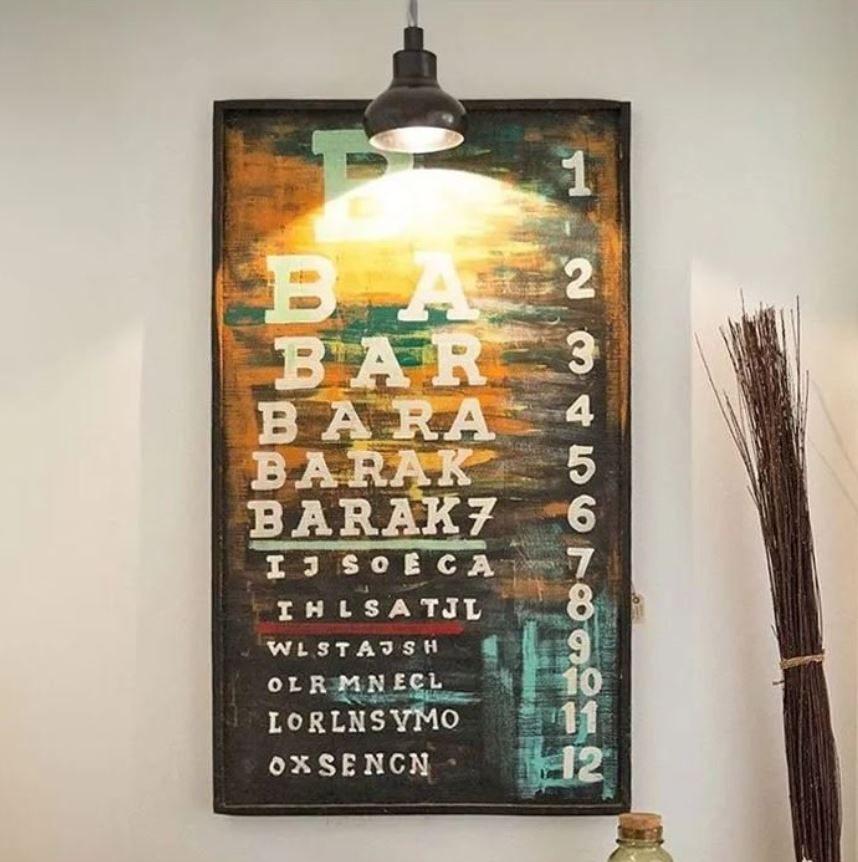 B 1
B A 2
BAR 3
BARA 4
BARAK 5
BARAK7 6
IJSOECA 7
IHLSATJL 8
WLSTAJSH 9
OLRMNECL 10
LORLNSVMO 11
OXSENCN 12